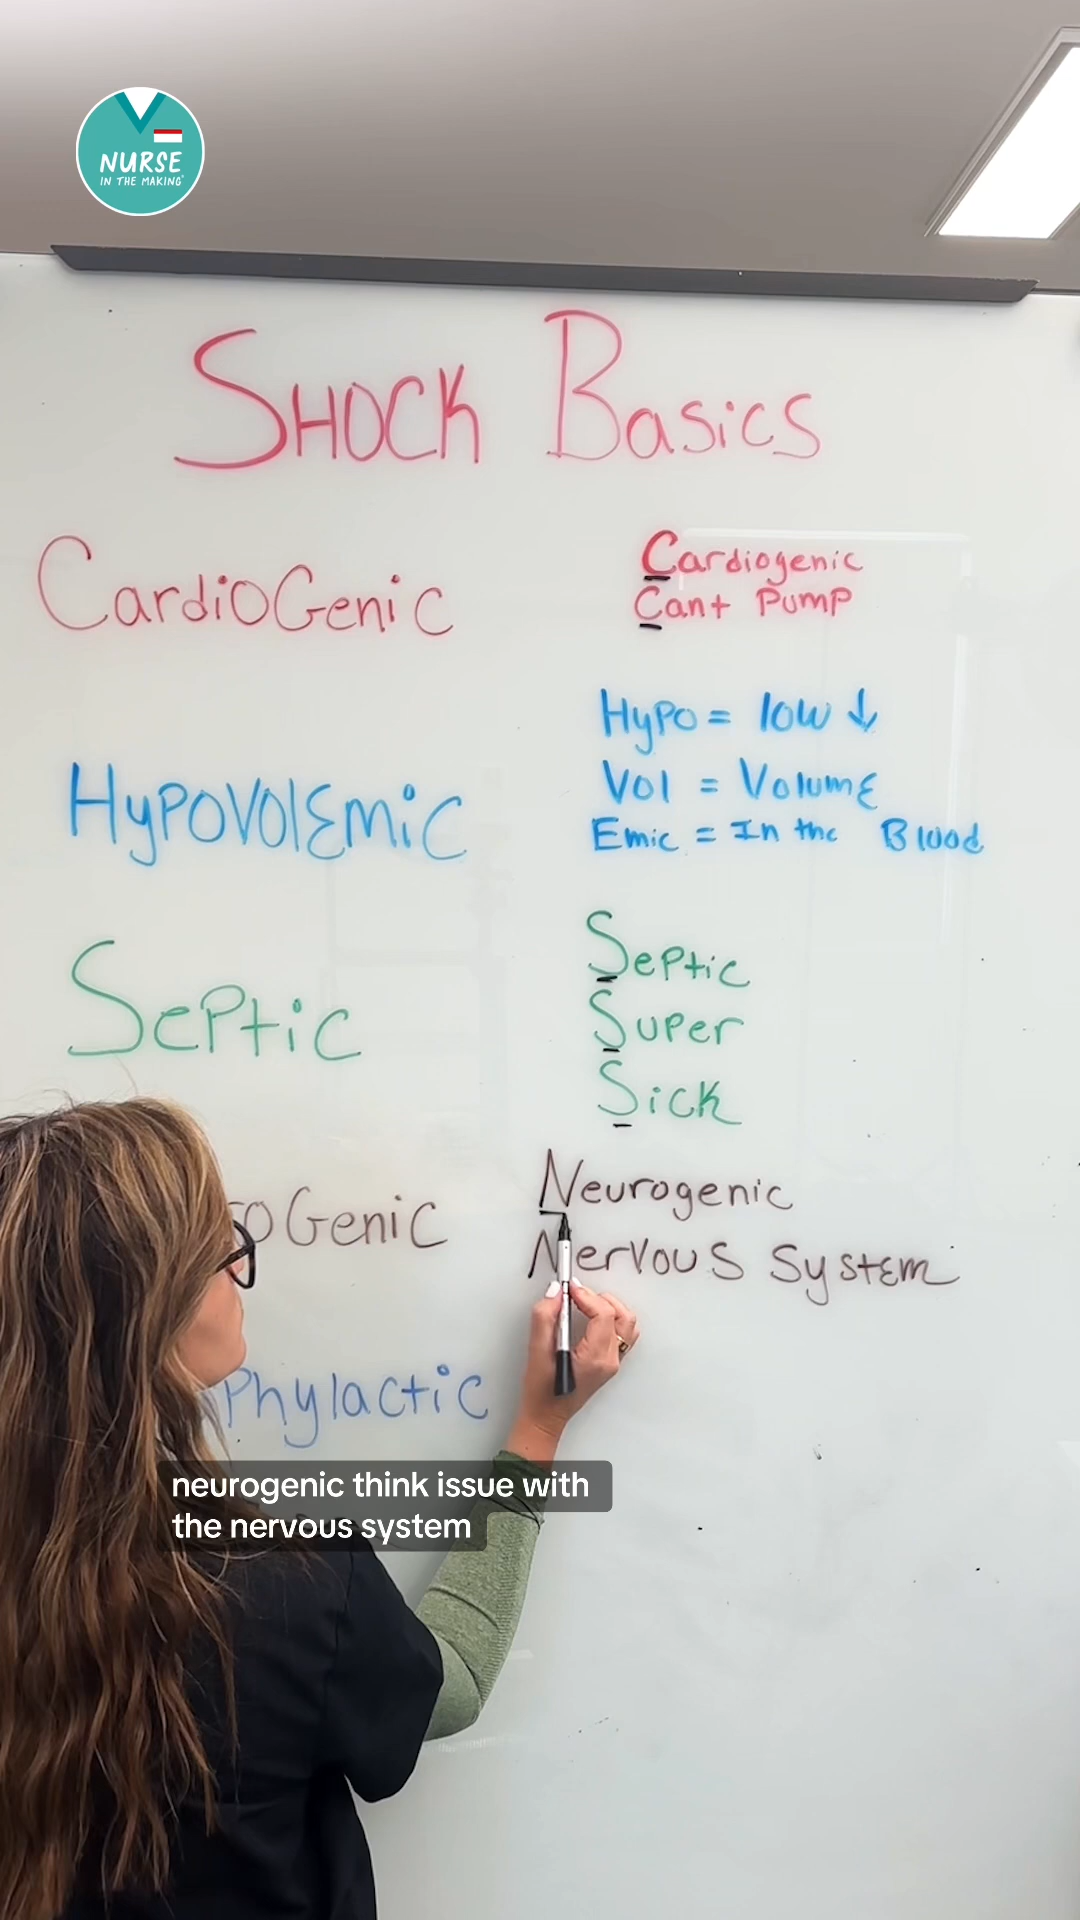 NURSE
IN THE MAKING
SHOCK Basics
CardioGenic
Cardiogenic
Cant Pump
Hypo = low ↓
HypovolEmic
Vol = Volume
Emic = In the Blood
Septic
Septic
Super
Sick
oGenic
Neurogenic
Nervous System
Phylactic
neurogenic think issue with
the nervous system